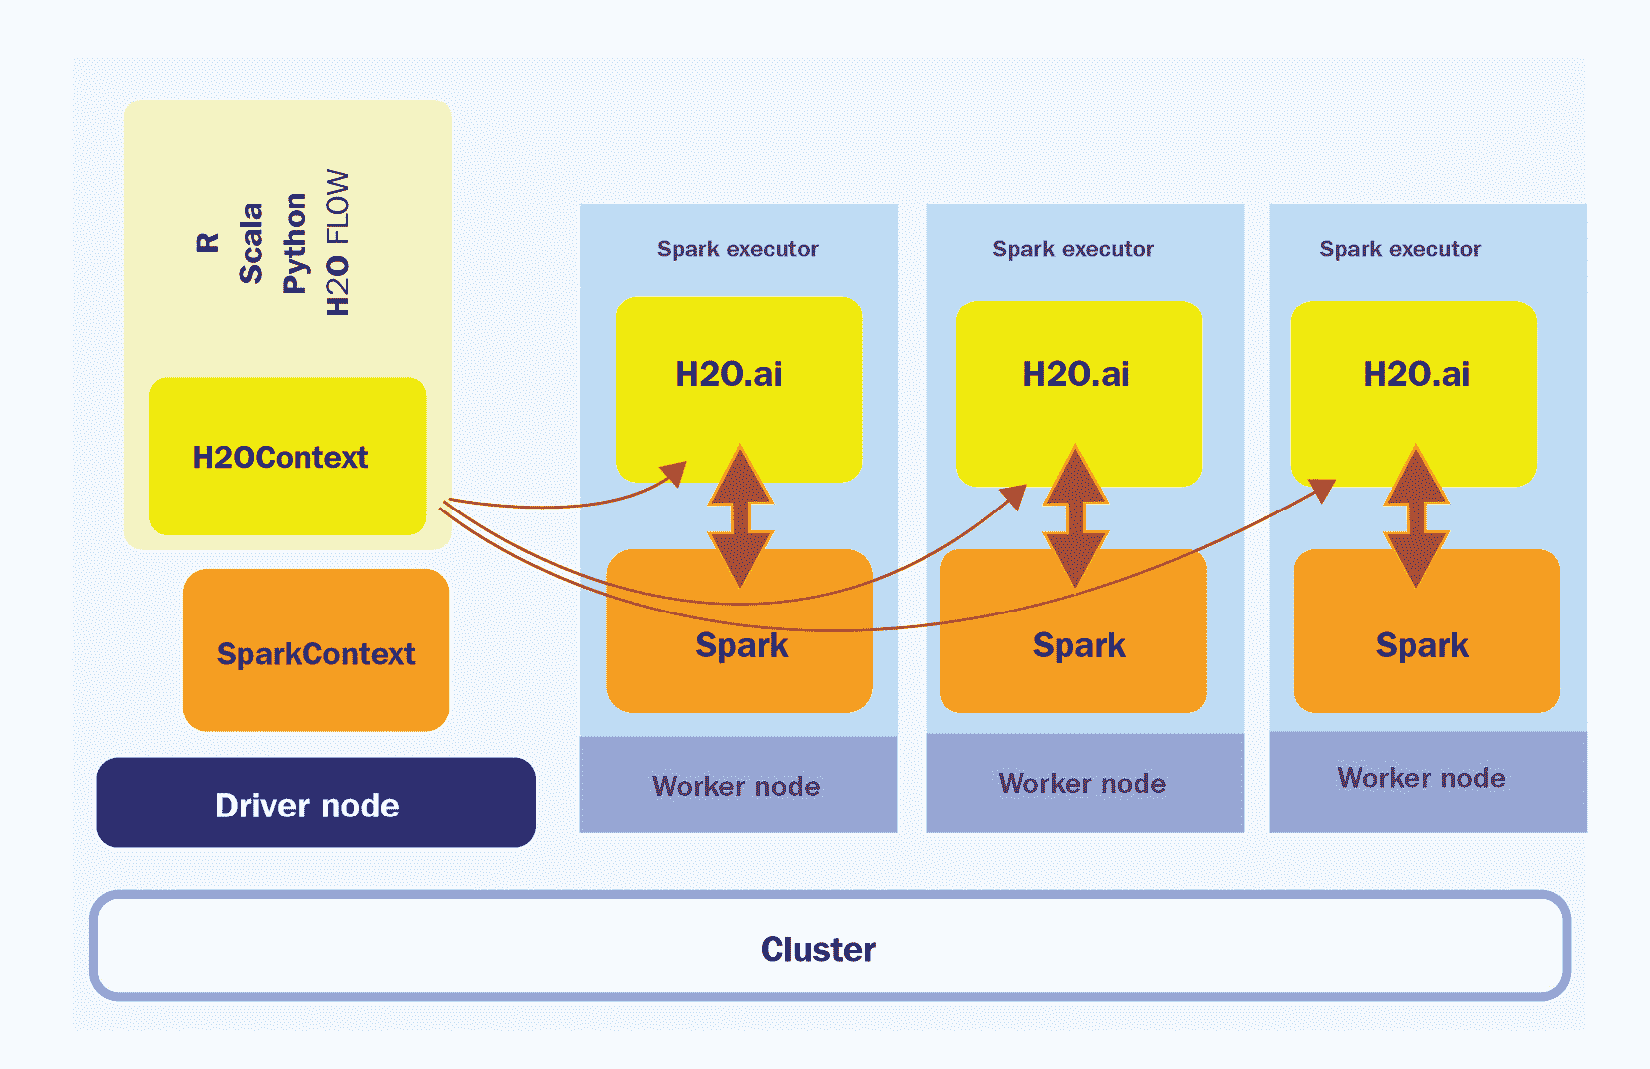 R
Scala
Python
H2O FLOW
H2OContext
SparkContext
Driver node
Spark executor
H2O.ai
Spark
Worker node
Spark executor
H2O.ai
Spark
Worker node
Spark executor
H2O.ai
Spark
Worker node
Cluster